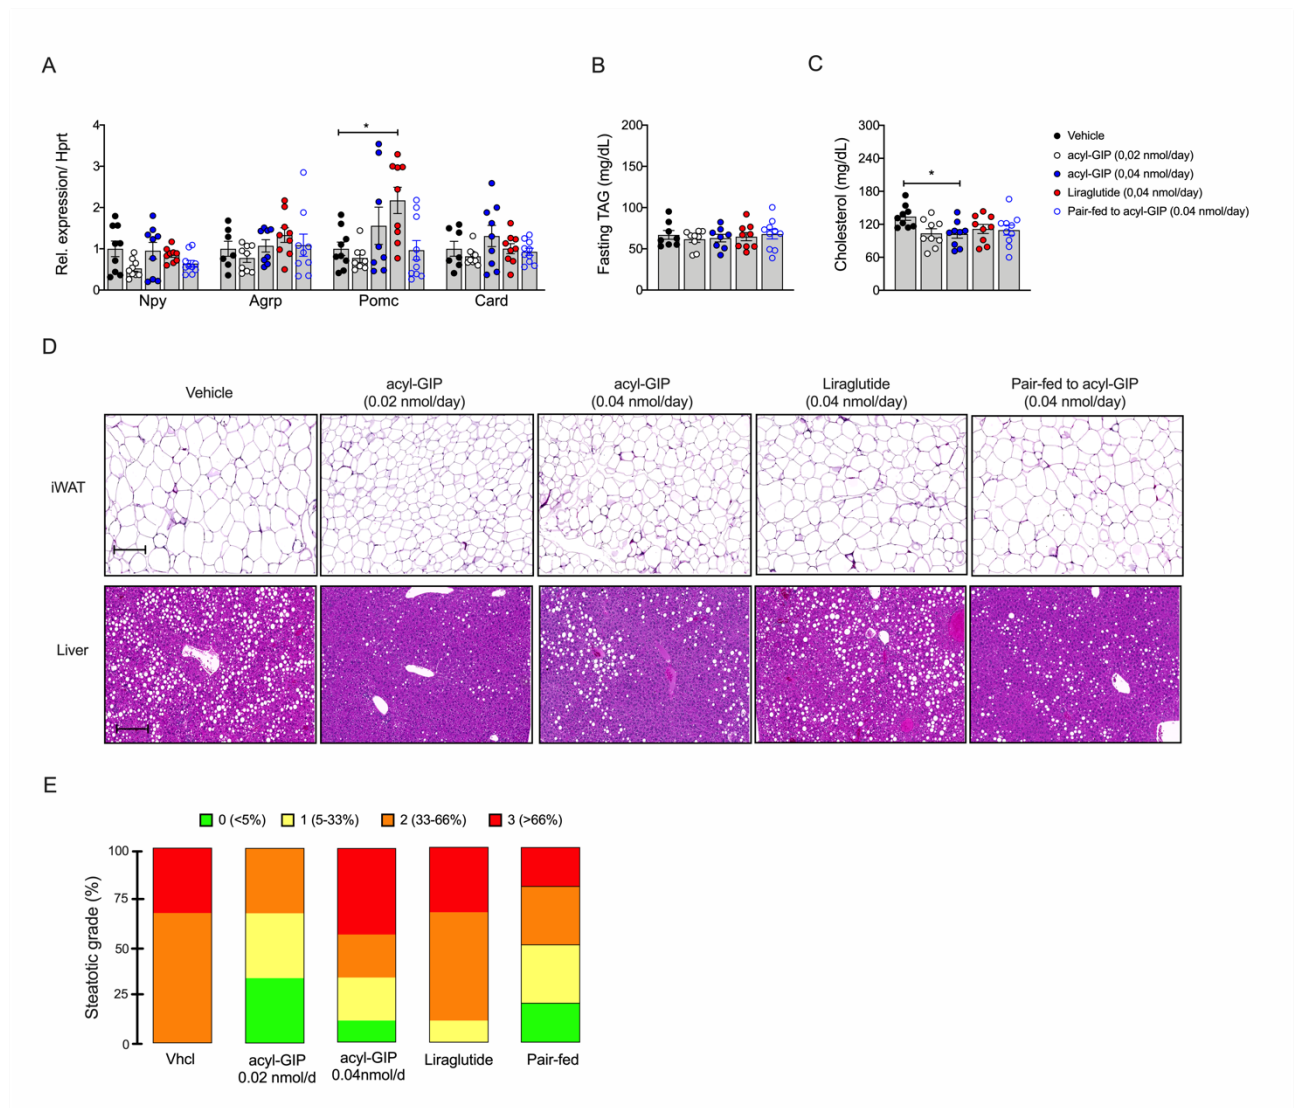 A
B
C
Rel. expression/ Hprt
4
3
2
1
0
*
Npy
Agrp
Pomc
Card
Fasting TAG (mg/dL)
200
150
100
50
0
Cholesterol (mg/dL)
300
240
180
120
60
0
*
Vehicle
acyl-GIP (0,02 nmol/day)
acyl-GIP (0,04 nmol/day)
Liraglutide (0,04 nmol/day)
Pair-fed to acyl-GIP (0.04 nmol/day)
D
Vehicle
acyl-GIP
(0.02 nmol/day)
acyl-GIP
(0.04 nmol/day)
Liraglutide
(0.04 nmol/day)
Pair-fed to acyl-GIP
(0.04 nmol/day)
iWAT
Liver
E
0 (<5%)
1 (5-33%)
2 (33-66%)
3 (>66%)
Steatotic grade (%)
100
75
50
25
0
Vhcl
acyl-GIP
0.02 nmol/d
acyl-GIP
0.04nmol/d
Liraglutide
Pair-fed